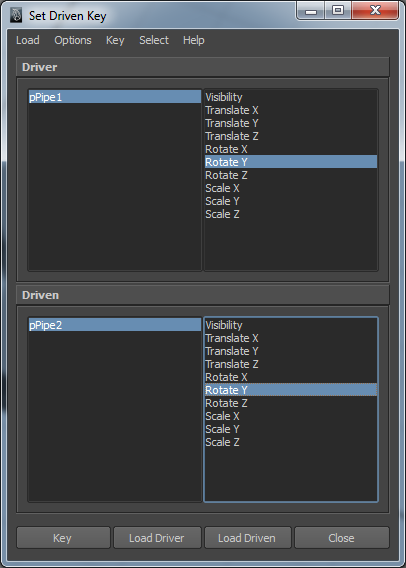 Set Driven Key
Load Options Key Select Help
Driver
pPipe1
Visibility
Translate X
Translate Y
Translate Z
Rotate X
Rotate Y
Rotate Z
Scale X
Scale Y
Scale Z
Driven
pPipe2
Visibility
Translate X
Translate Y
Translate Z
Rotate X
Rotate Y
Rotate Z
Scale X
Scale Y
Scale Z
Key Load Driver Load Driven Close